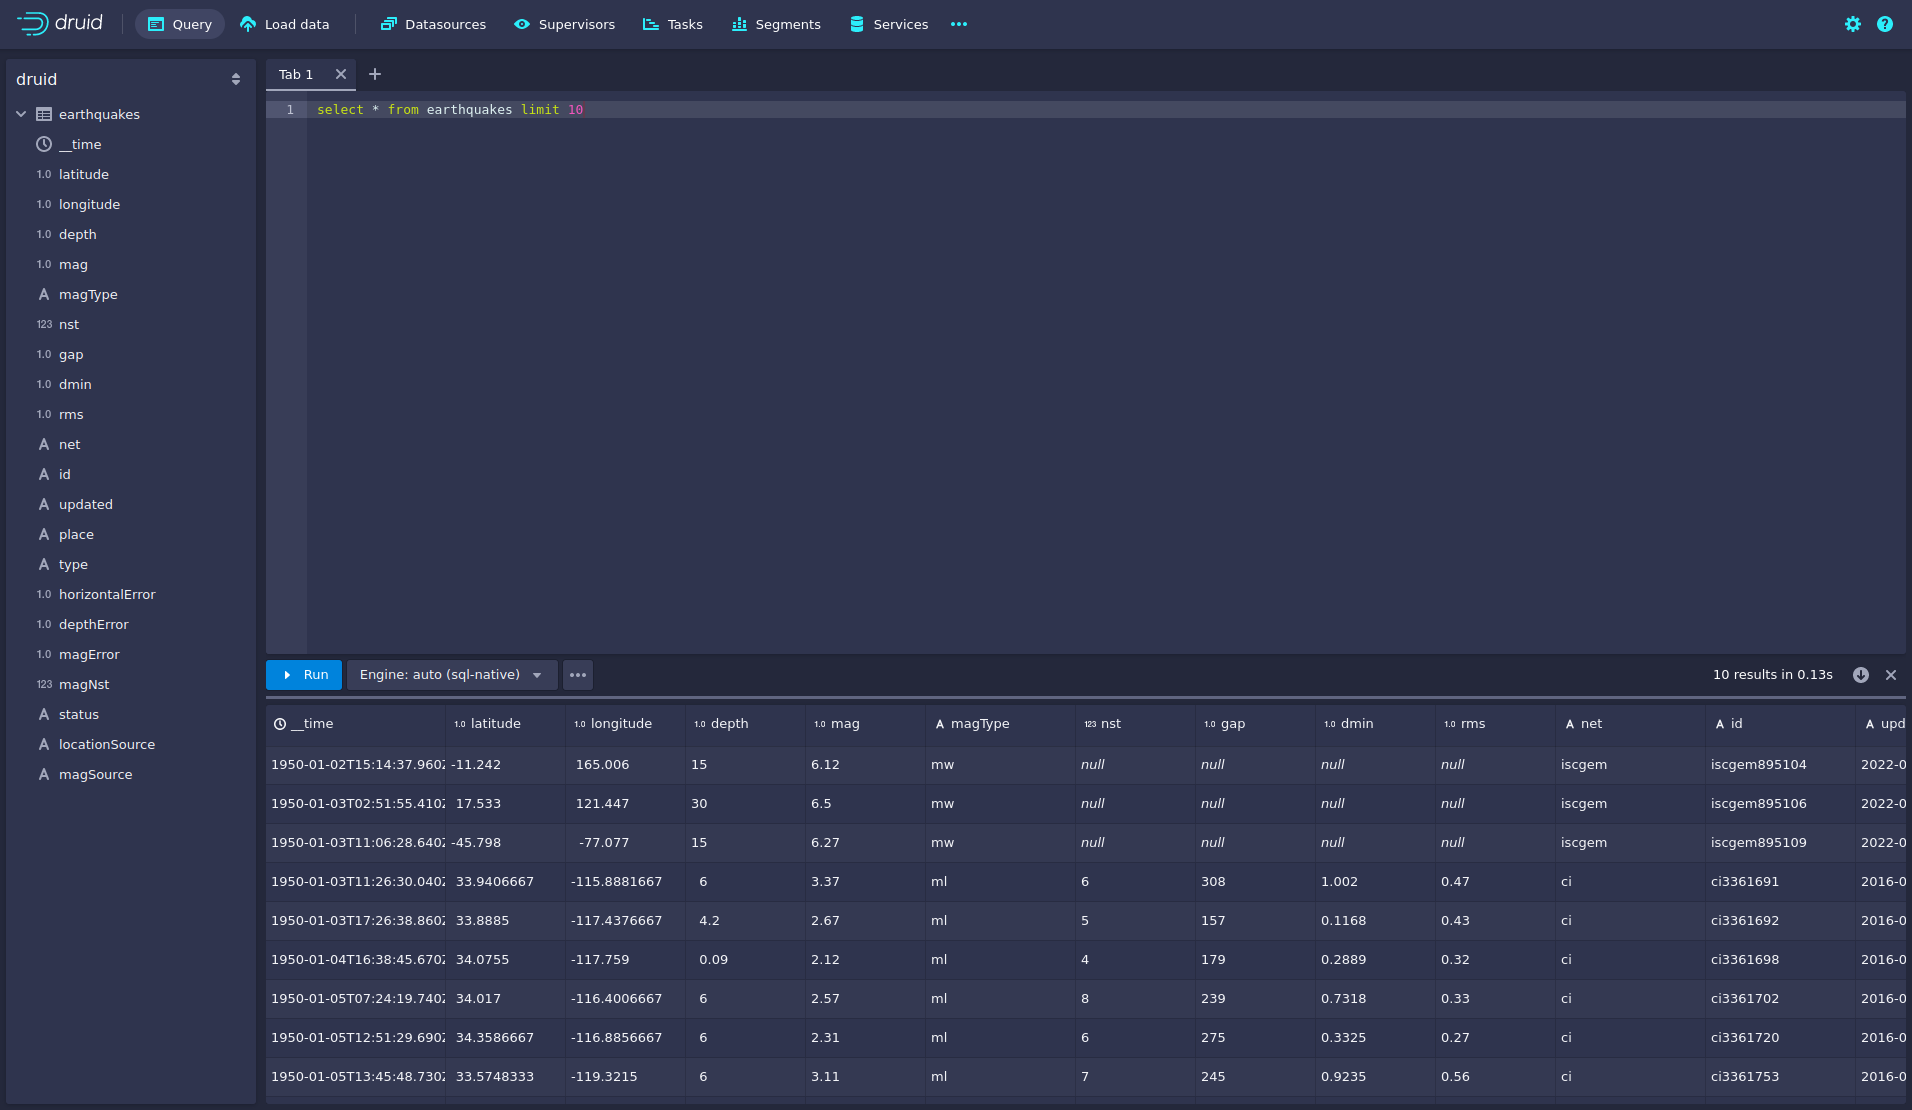 druid Query Load data Datasources Supervisors Tasks Segments Services
druid
earthquakes
__time
1.0 latitude
1.0 longitude
1.0 depth
1.0 mag
A magType
123 nst
1.0 gap
1.0 dmin
1.0 rms
A net
A id
A updated
A place
A type
1.0 horizontalError
1.0 depthError
1.0 magError
123 magNst
A status
A locationSource
A magSource
Tab 1
1 select * from earthquakes limit 10
Run Engine: auto (sql-native) 10 results in 0.13s
__time 1.0 latitude 1.0 longitude 1.0 depth 1.0 mag A magType 123 nst 1.0 gap 1.0 dmin 1.0 rms A net A id A upd
1950-01-02T15:14:37.960Z -11.242 165.006 15 6.12 mw null null null null iscgem iscgem895104 2022-0
1950-01-03T02:51:55.410Z 17.533 121.447 30 6.5 mw null null null null iscgem iscgem895106 2022-0
1950-01-03T11:06:28.640Z -45.798 -77.077 15 6.27 mw null null null null iscgem iscgem895109 2022-0
1950-01-03T11:26:30.040Z 33.9406667 -115.8881667 6 3.37 ml 6 308 1.002 0.47 ci ci3361691 2016-0
1950-01-03T17:26:38.860Z 33.8885 -117.4376667 4.2 2.67 ml 5 157 0.1168 0.43 ci ci3361692 2016-0
1950-01-04T16:38:45.670Z 34.0755 -117.759 0.09 2.12 ml 4 179 0.2889 0.32 ci ci3361698 2016-0
1950-01-05T07:24:19.740Z 34.017 -116.4006667 6 2.57 ml 8 239 0.7318 0.33 ci ci3361702 2016-0
1950-01-05T12:51:29.690Z 34.3586667 -116.8856667 6 2.31 ml 6 275 0.3325 0.27 ci ci3361720 2016-0
1950-01-05T13:45:48.730Z 33.5748333 -119.3215 6 3.11 ml 7 245 0.9235 0.56 ci ci3361753 2016-0